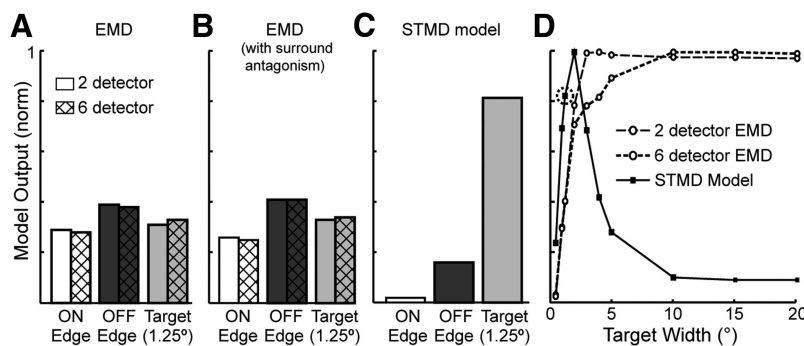 A
EMD
B
EMD
(with surround
antagonism)
C
STMD model
D
Model Output (norm)
1
0
2 detector
6 detector
ON
Edge
OFF
Edge
Target
(1.25º)
ON
Edge
OFF
Edge
Target
(1.25º)
ON
Edge
OFF
Edge
Target
(1.25º)
2 detector EMD
6 detector EMD
STMD Model
0
5
10
15
20
Target Width (°)